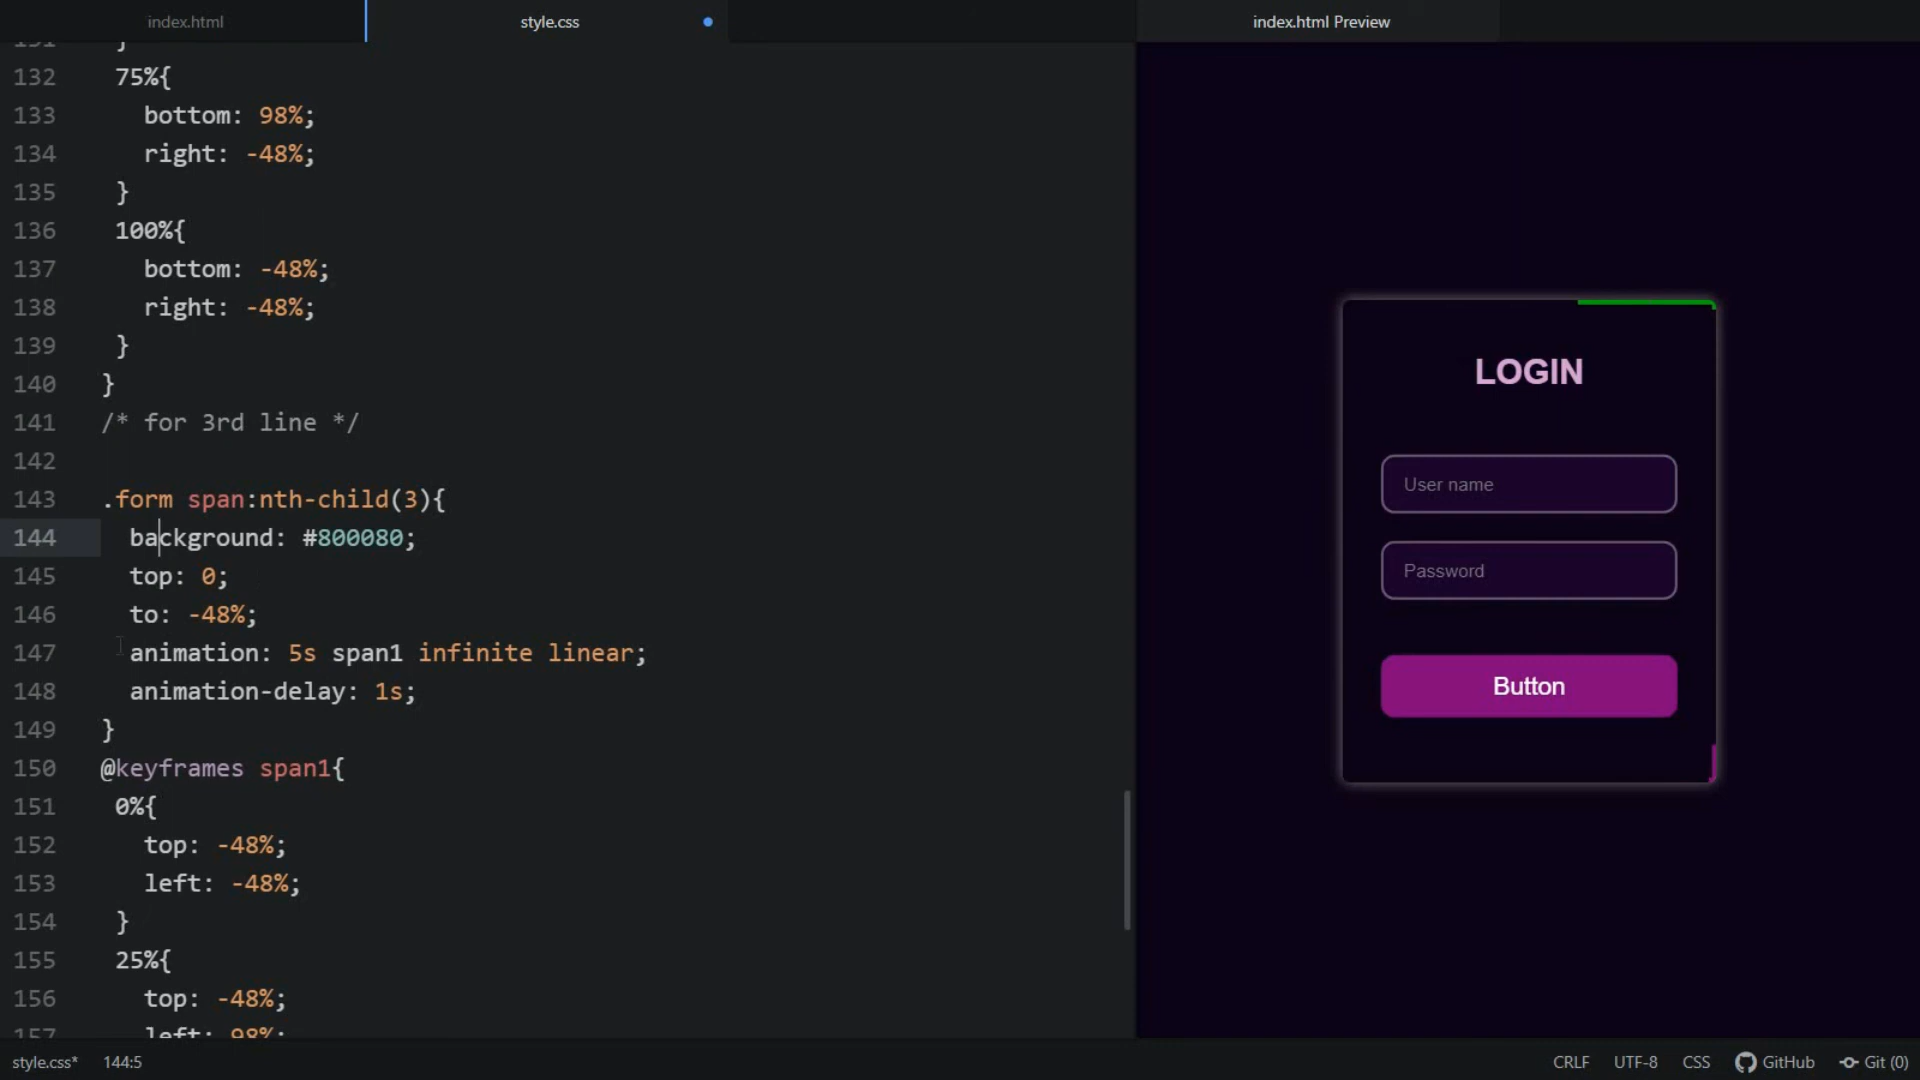 index.html
style.css
index.html Preview
131 }
132 75%{
133 bottom: 98%;
134 right: -48%;
135 }
136 100%{
137 bottom: -48%;
138 right: -48%;
139 }
140 }
141 /* for 3rd line */
142
143 .form span:nth-child(3){
144 background: #800080;
145 top: 0;
146 to: -48%;
147 animation: 5s span1 infinite linear;
148 animation-delay: 1s;
149 }
150 @keyframes span1{
151 0%{
152 top: -48%;
153 left: -48%;
154 }
155 25%{
156 top: -48%;
157 left: 98%;
LOGIN
User name
Password
Button
style.css* 144:5
CRLF UTF-8 CSS GitHub Git (0)